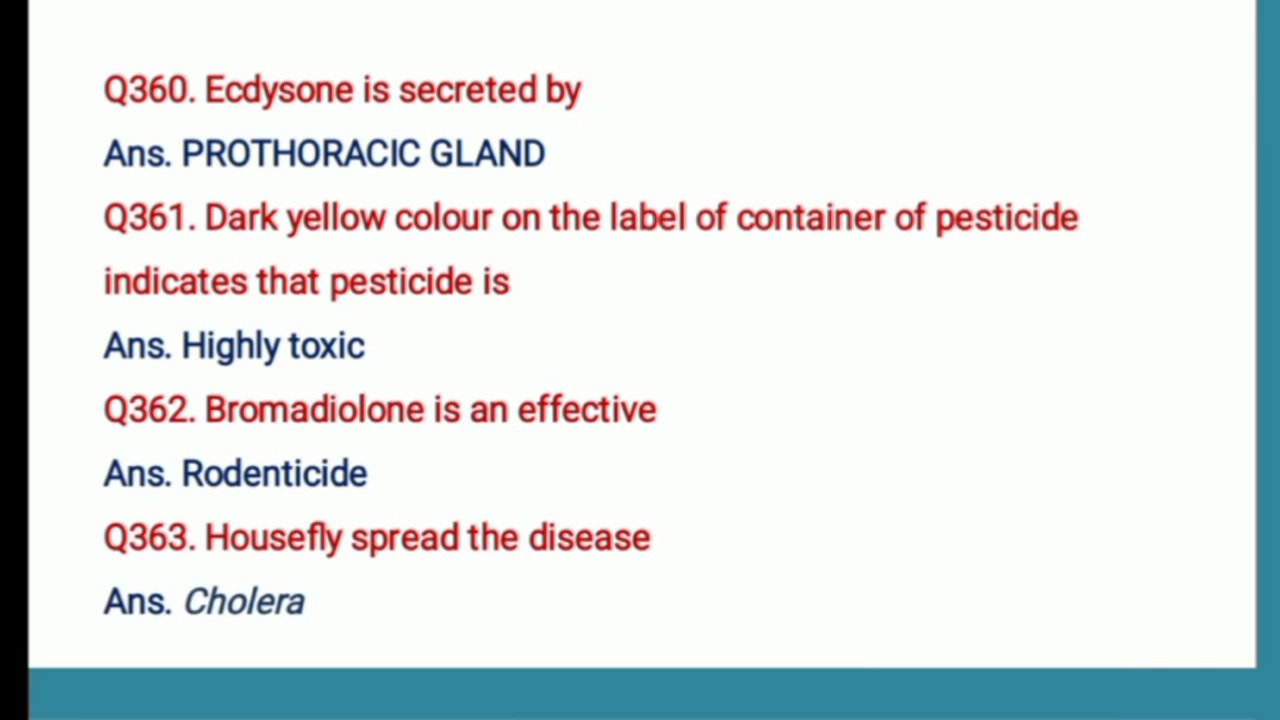 Q360. Ecdysone is secreted by
Ans. PROTHORACIC GLAND
Q361. Dark yellow colour on the label of container of pesticide
indicates that pesticide is
Ans. Highly toxic
Q362. Bromadiolone is an effective
Ans. Rodenticide
Q363. Housefly spread the disease
Ans. Cholera